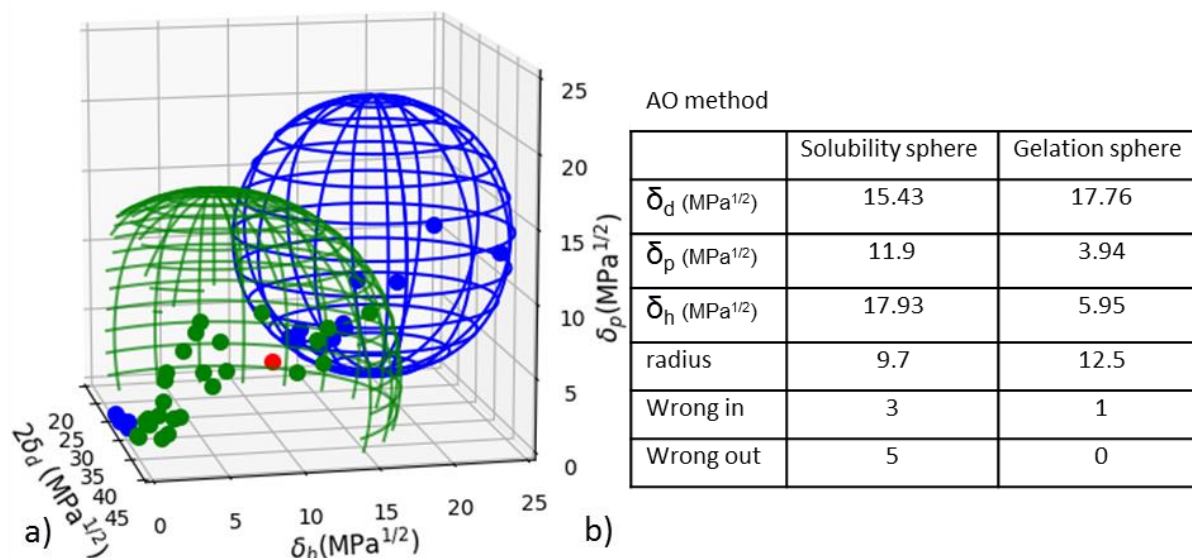 25
20
15
10
5
0
δp(MPa1/2)
20
25
30
35
40
45
2δd (MPa1/2)
0 5 10 15 20 25
δh(MPa1/2)
a)
b)
AO method
Solubility sphere Gelation sphere
δd (MPa1/2) 15.43 17.76
δp (MPa1/2) 11.9 3.94
δh (MPa1/2) 17.93 5.95
radius 9.7 12.5
Wrong in 3 1
Wrong out 5 0